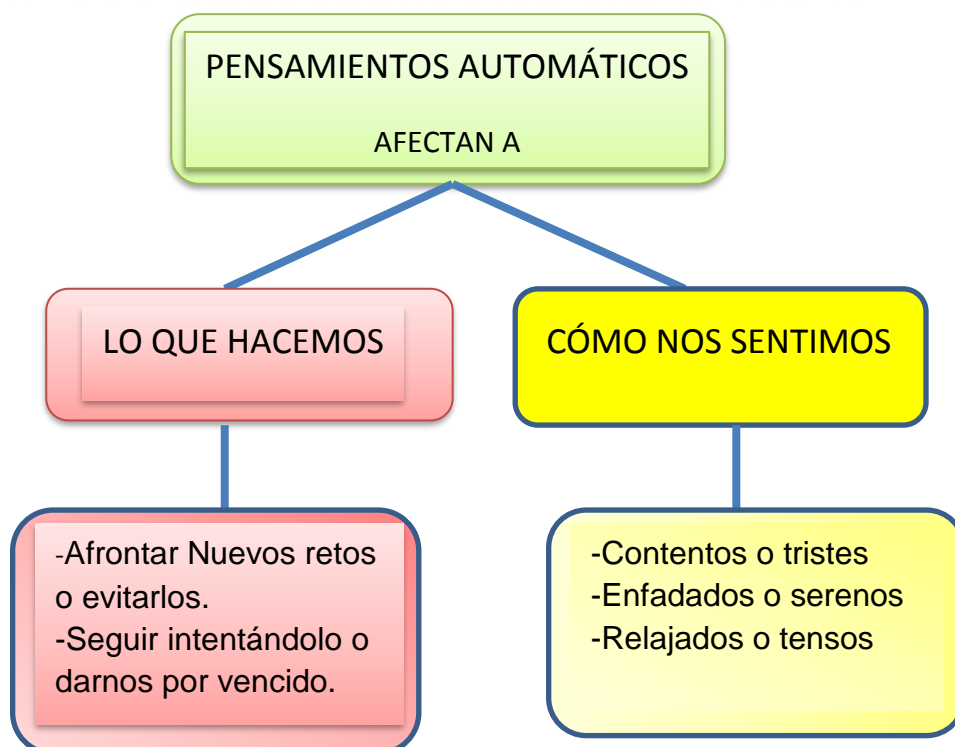 PENSAMIENTOS AUTOMÁTICOS
AFECTAN A
LO QUE HACEMOS
CÓMO NOS SENTIMOS
-Afrontar Nuevos retos
o evitarlos.
-Seguir intentándolo o
darnos por vencido.
-Contentos o tristes
-Enfadados o serenos
-Relajados o tensos